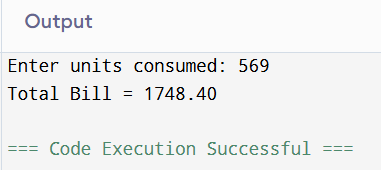 Output
Enter units consumed: 569
Total Bill = 1748.40
=== Code Execution Successful ===